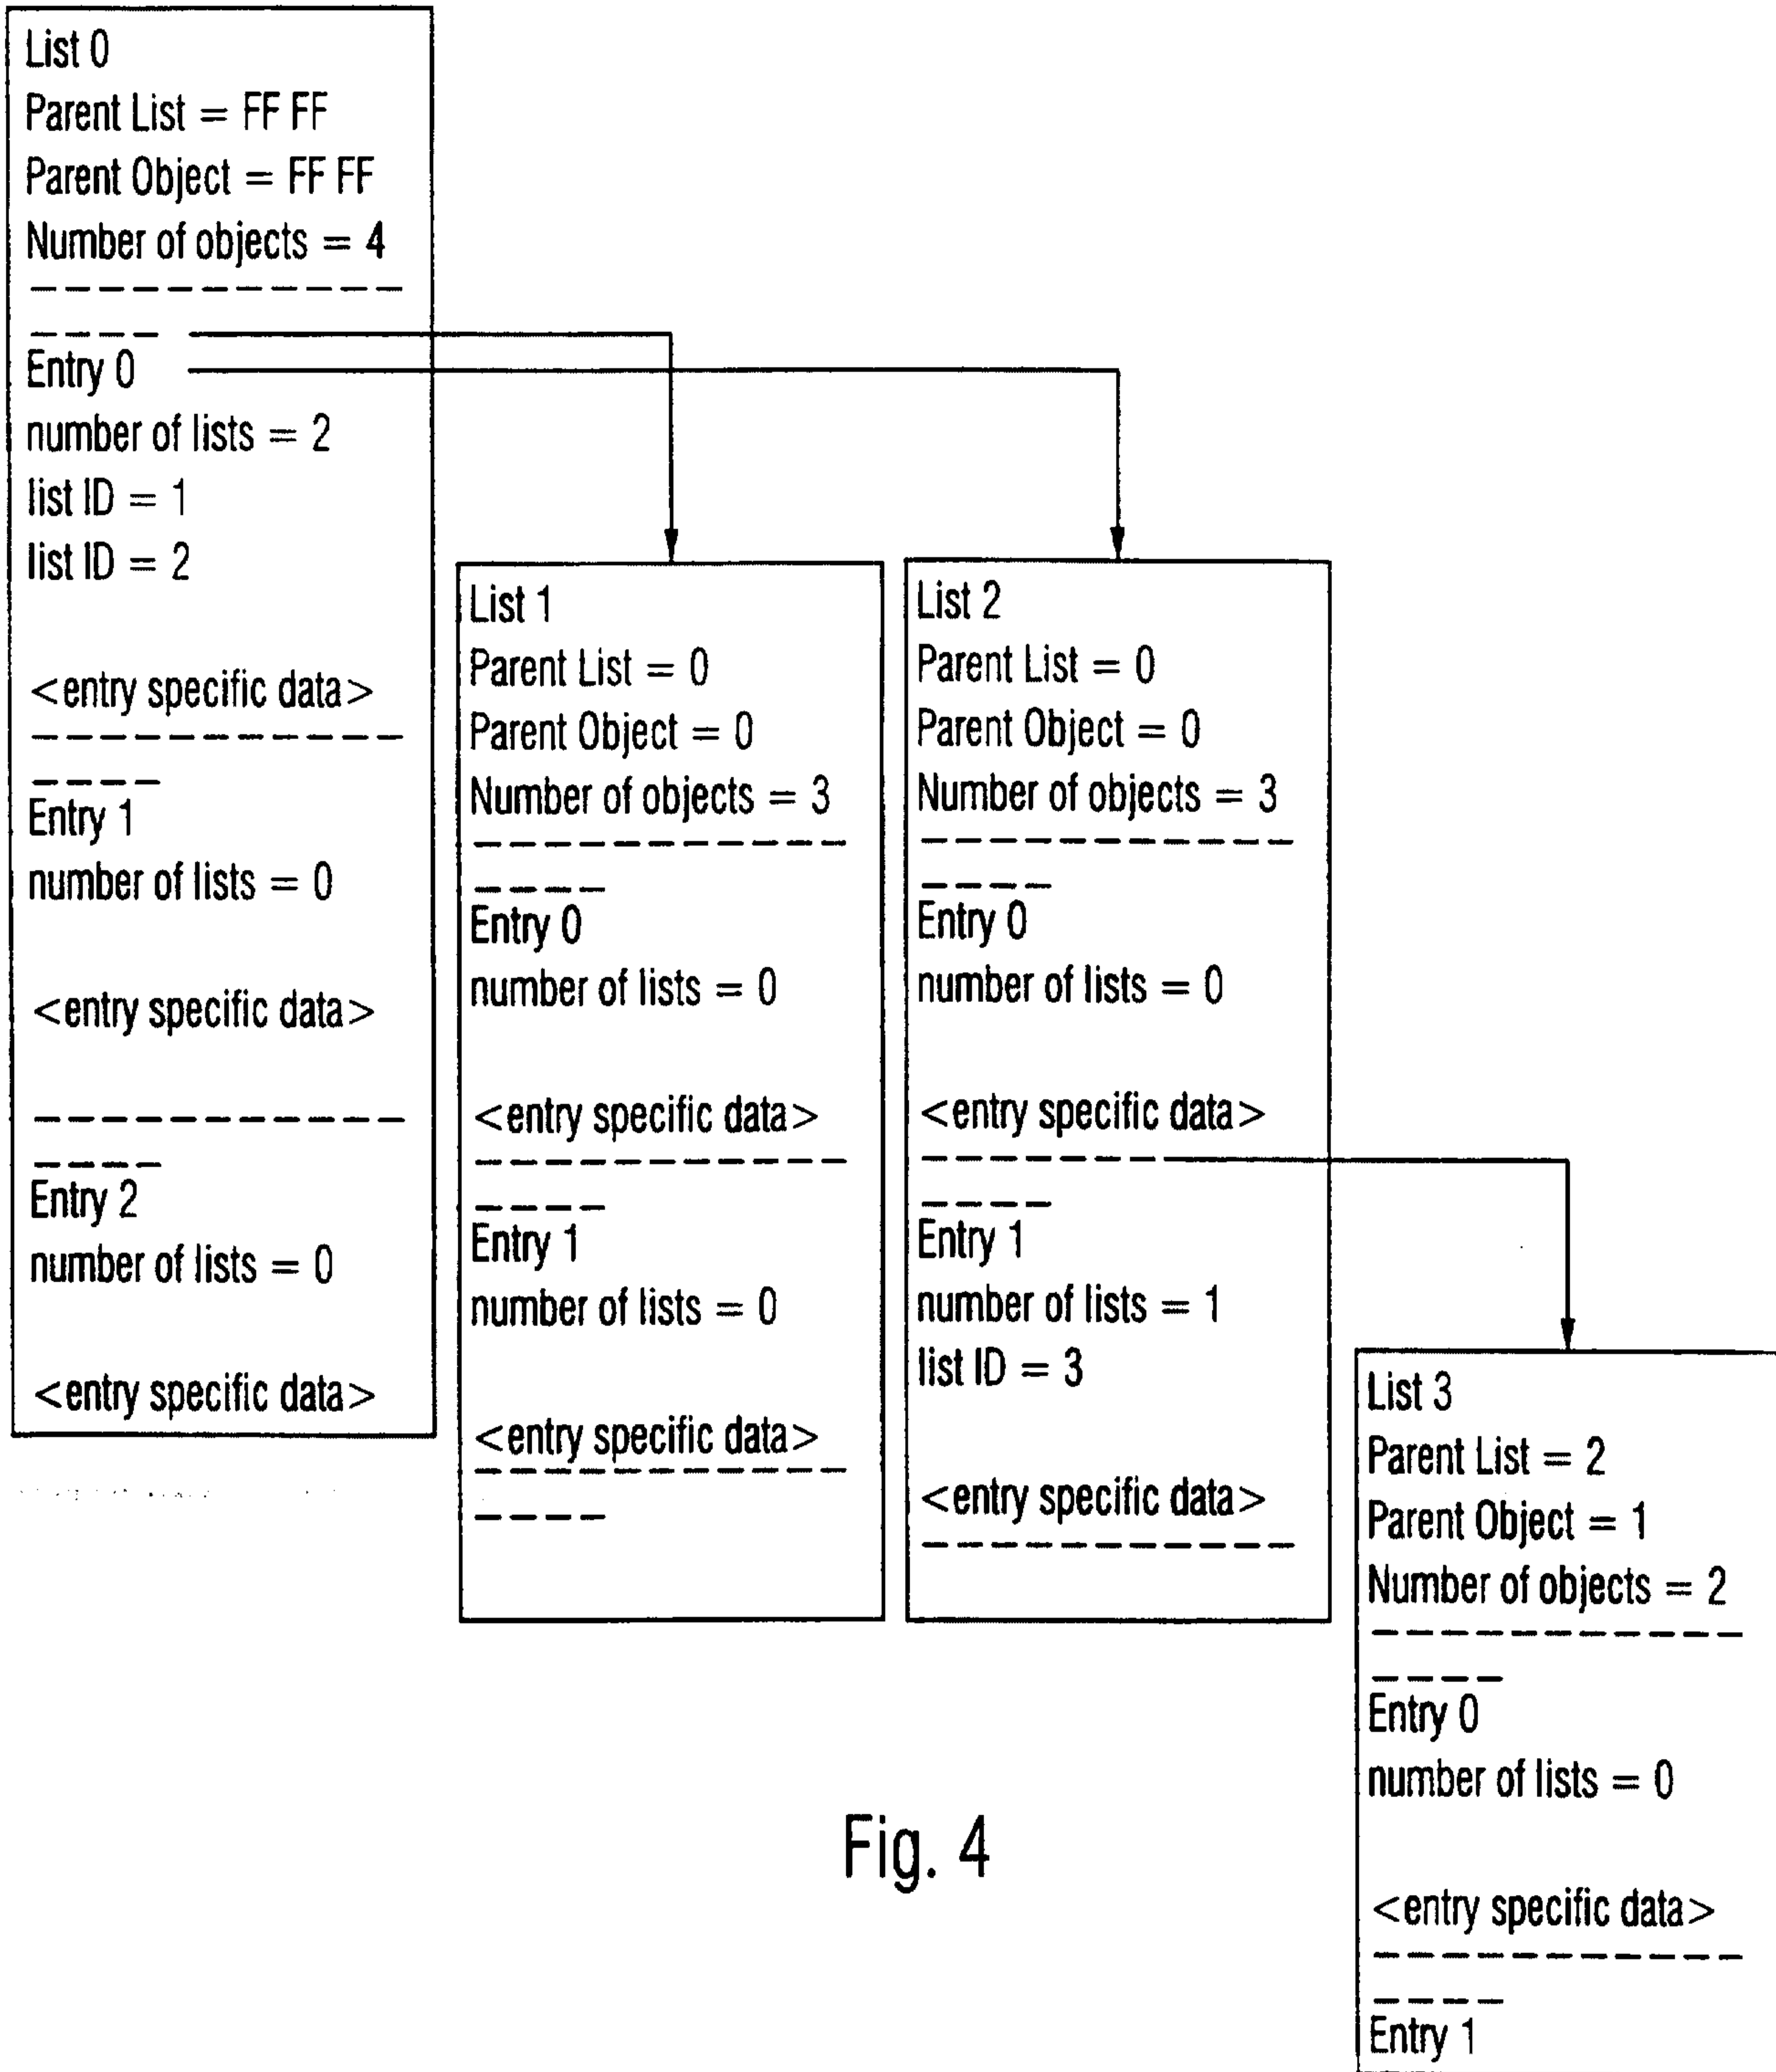 List 0
Parent List = FF FF
Parent Object = FF FF
Number of objects = 4
Entry 0
number of lists = 2
list ID = 1
list ID = 2
<entry specific data>
Entry 1
number of lists = 0
<entry specific data>
Entry 2
number of lists = 0
<entry specific data>
List 1
Parent List = 0
Parent Object = 0
Number of objects = 3
Entry 0
number of lists = 0
<entry specific data>
Entry 1
number of lists = 0
<entry specific data>
List 2
Parent List = 0
Parent Object = 0
Number of objects = 3
Entry 0
number of lists = 0
<entry specific data>
Entry 1
number of lists = 1
list ID = 3
<entry specific data>
List 3
Parent List = 2
Parent Object = 1
Number of objects = 2
Entry 0
number of lists = 0
<entry specific data>
Entry 1
Fig. 4